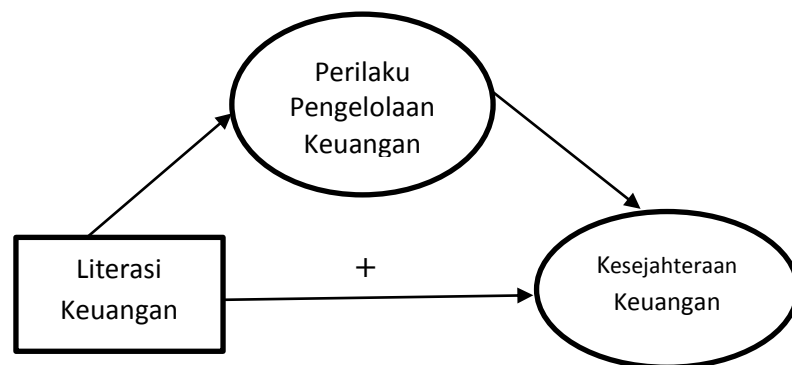 Perilaku
Pengelolaan
Keuangan
Literasi
Keuangan
+
Kesejahteraan
Keuangan